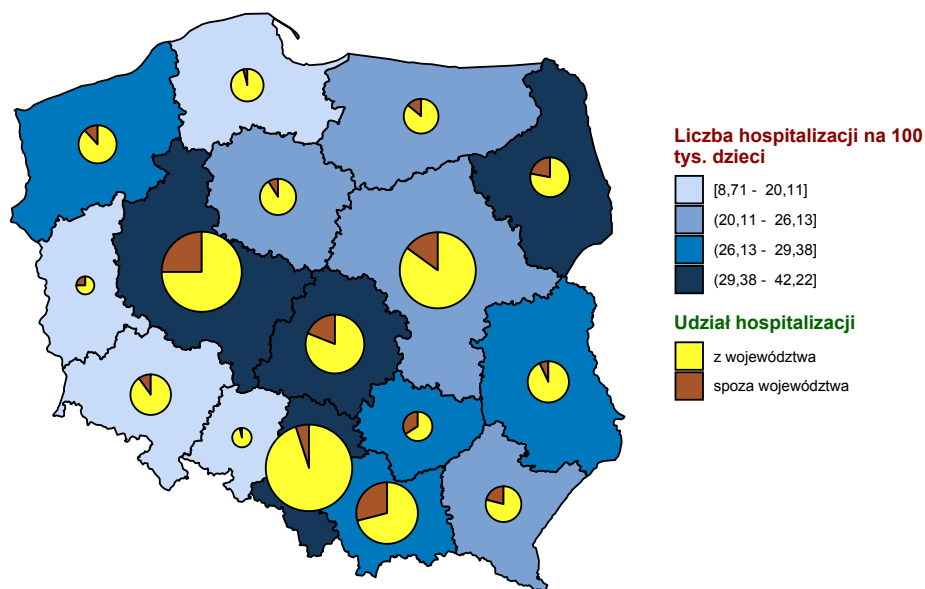 Liczba hospitalizacji na 100
tys. dzieci
[8,71 - 20,11]
(20,11 - 26,13]
(26,13 - 29,38]
(29,38 - 42,22]
Udział hospitalizacji
z województwa
spoza województwa